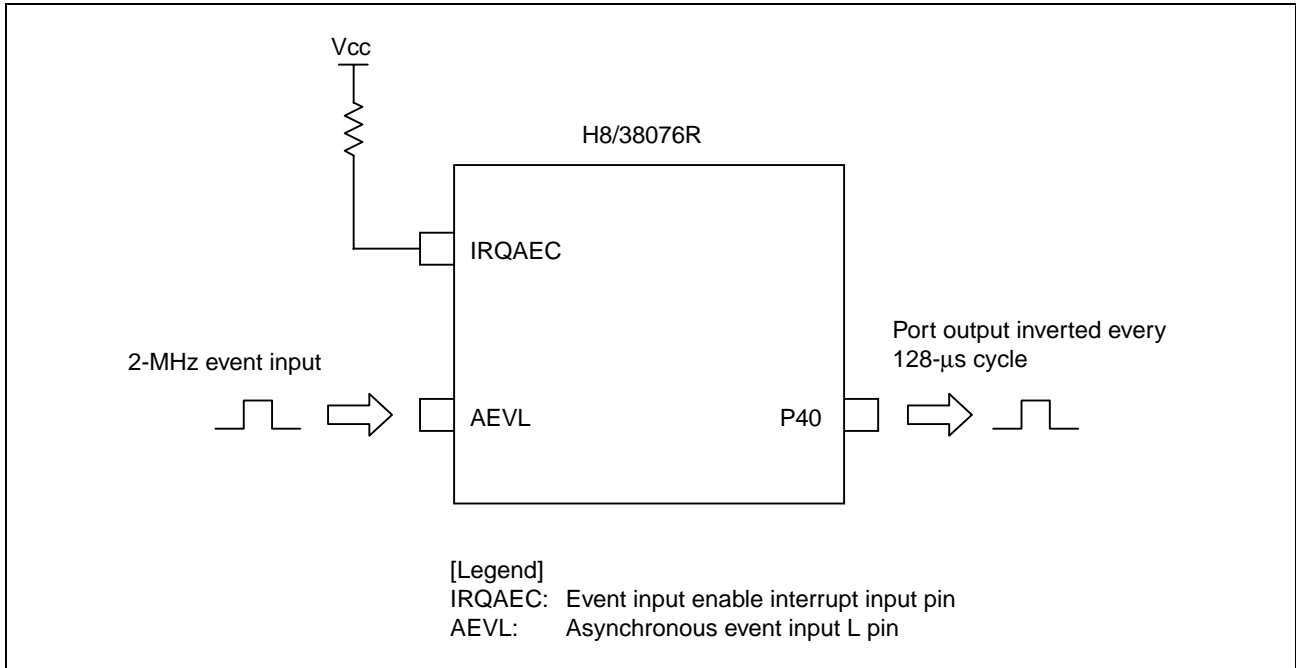 Vcc
H8/38076R
IRQAEC
2-MHz event input
AEVL
P40
Port output inverted every
128-μs cycle
[Legend]
IRQAEC: Event input enable interrupt input pin
AEVL: Asynchronous event input L pin